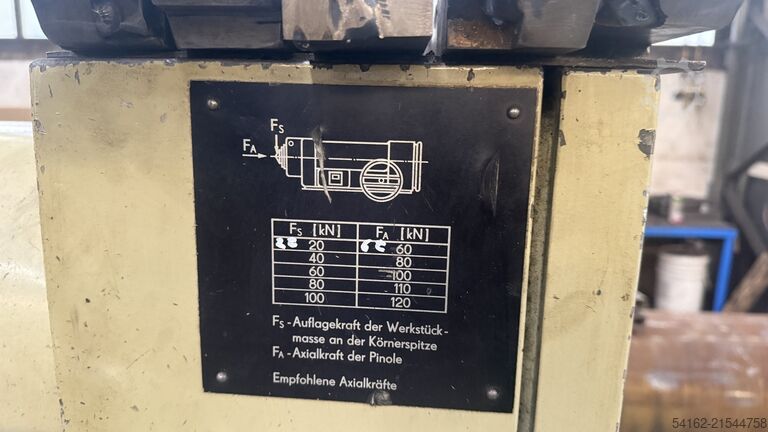 FS
FA
FS [kN] FA [kN]
20 60
40 80
60 100
80 110
100 120
FS -Auflagekraft der Werkstück-
masse an der Körnerspitze
FA -Axialkraft der Pinole
Empfohlene Axialkräfte
54162-21544758